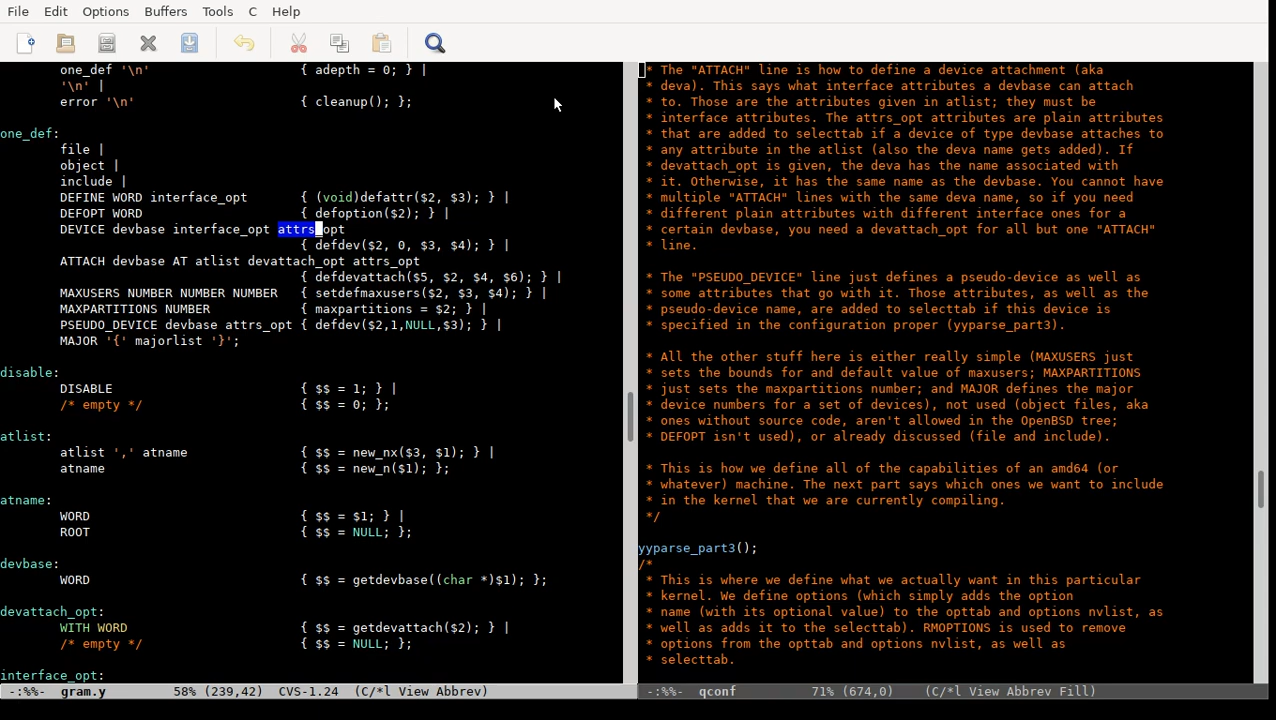 File Edit Options Buffers Tools C Help
one_def '\n' { adepth = 0; } |
'\n' |
error '\n' { cleanup(); };
one_def:
file |
object |
include |
DEFINE WORD interface_opt { (void)defattr($2, $3); } |
DEFOPT WORD { defoption($2); } |
DEVICE devbase interface_opt attrs_opt
{ defdev($2, 0, $3, $4); } |
ATTACH devbase AT atlist devattach_opt attrs_opt
{ defdevattach($5, $2, $4, $6); } |
MAXUSERS NUMBER NUMBER NUMBER { setdefmaxusers($2, $3, $4); } |
MAXPARTITIONS NUMBER { maxpartitions = $2; } |
PSEUDO_DEVICE devbase attrs_opt { defdev($2,1,NULL,$3); } |
MAJOR '{' majorlist '}';
disable:
DISABLE { $$ = 1; } |
/* empty */ { $$ = 0; };
atlist:
atlist ',' atname { $$ = new_nx($3, $1); } |
atname { $$ = new_n($1); };
atname:
WORD { $$ = $1; } |
ROOT { $$ = NULL; };
devbase:
WORD { $$ = getdevbase((char *)$1); };
devattach_opt:
WITH WORD { $$ = getdevattach($2); } |
/* empty */ { $$ = NULL; };
interface_opt:
-:%%- gram.y 58% (239,42) CVS-1.24 (C/*l View Abbrev)
* The "ATTACH" line is how to define a device attachment (aka
* deva). This says what interface attributes a devbase can attach
* to. Those are the attributes given in atlist; they must be
* interface attributes. The attrs_opt attributes are plain attributes
* that are added to selecttab if a device of type devbase attaches to
* any attribute in the atlist (also the deva name gets added). If
* devattach_opt is given, the deva has the name associated with
* it. Otherwise, it has the same name as the devbase. You cannot have
* multiple "ATTACH" lines with the same deva name, so if you need
* different plain attributes with different interface ones for a
* certain devbase, you need a devattach_opt for all but one "ATTACH"
* line.
* The "PSEUDO_DEVICE" line just defines a pseudo-device as well as
* some attributes that go with it. Those attributes, as well as the
* pseudo-device name, are added to selecttab if this device is
* specified in the configuration proper (yyparse_part3).
* All the other stuff here is either really simple (MAXUSERS just
* sets the bounds for and default value of maxusers; MAXPARTITIONS
* just sets the maxpartitions number; and MAJOR defines the major
* device numbers for a set of devices), not used (object files, aka
* ones without source code, aren't allowed in the OpenBSD tree;
* DEFOPT isn't used), or already discussed (file and include).
* This is how we define all of the capabilities of an amd64 (or
* whatever) machine. The next part says which ones we want to include
* in the kernel that we are currently compiling.
*/
yyparse_part3();
/*
* This is where we define what we actually want in this particular
* kernel. We define options (which simply adds the option
* name (with its optional value) to the opttab and options nvlist, as
* well as adds it to the selecttab). RMOPTIONS is used to remove
* options from the opttab and options nvlist, as well as
* selecttab.
-:%%- qconf 71% (674,0) (C/*l View Abbrev Fill)